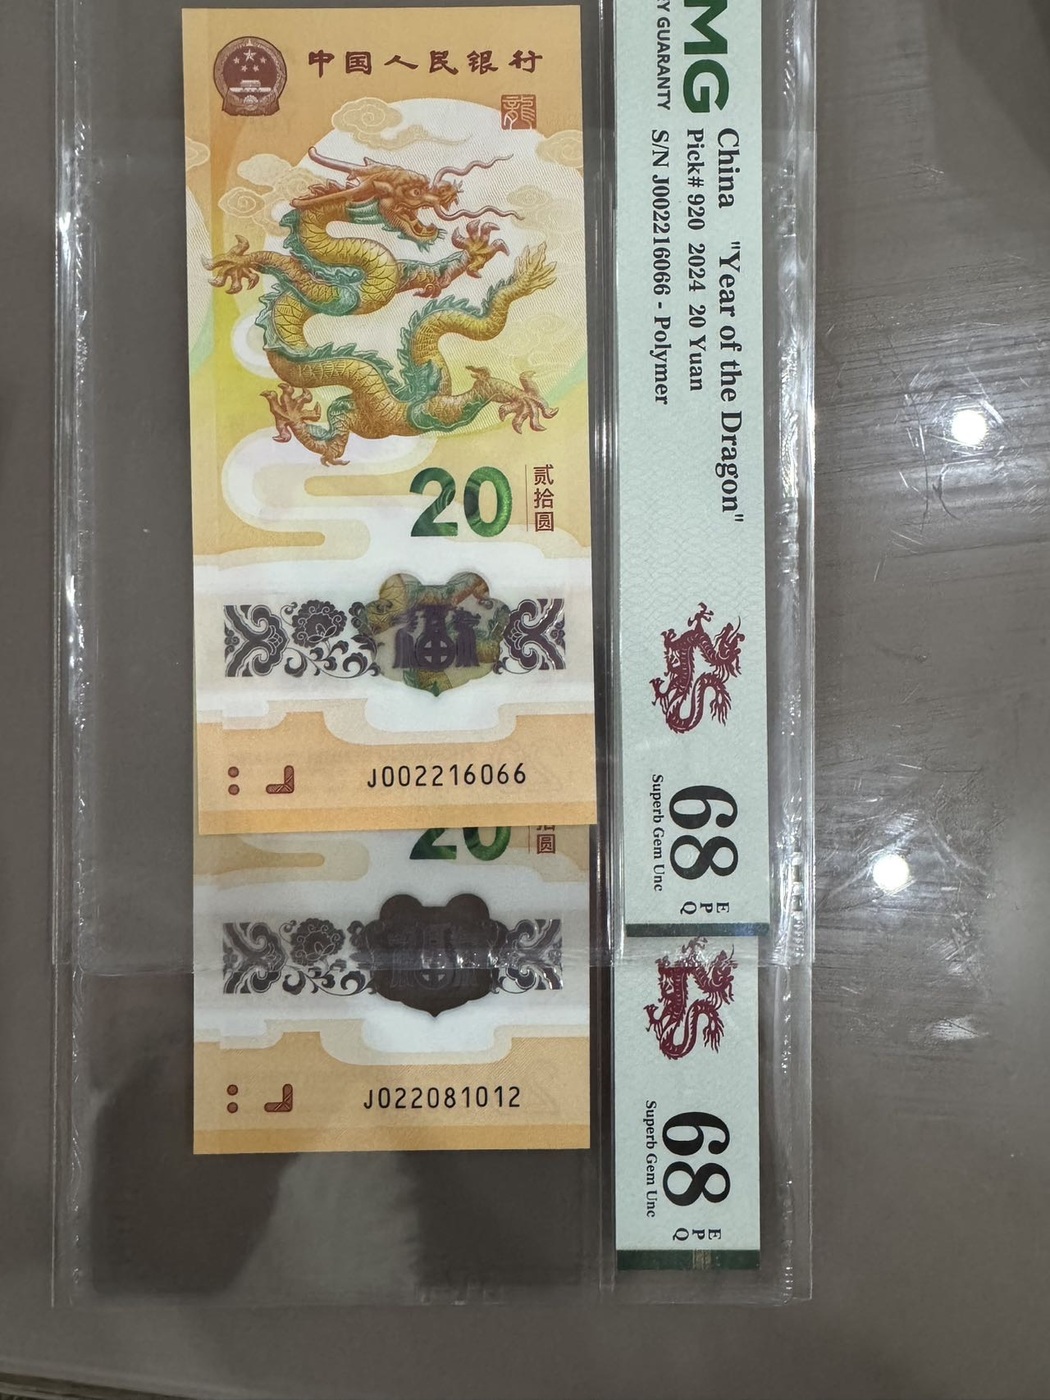 中国人民银行
龍
20
贰拾圆
福
J002216066
20
拾圆
J022081012
MG
Y GUARANTY
China "Year of the Dragon"
Pick# 920 2024 20 Yuan
S/N J002216066 - Polymer
68 EPQ
Superb Gem Unc
68 EPQ
Superb Gem Unc